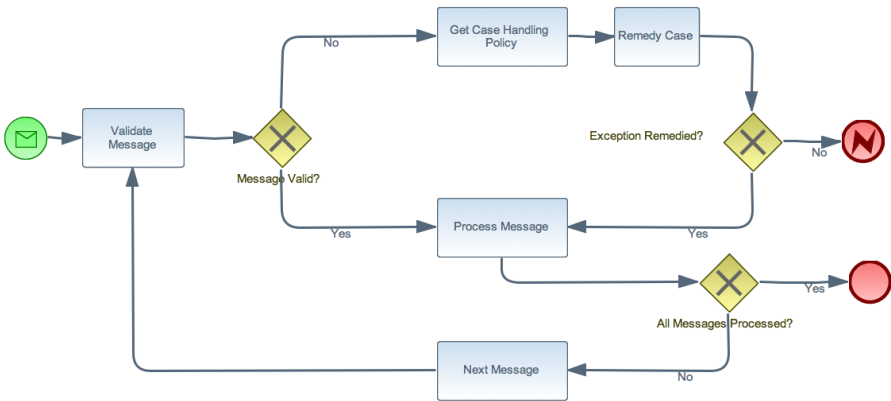 No
Get Case Handling
Policy
Remedy Case
Validate
Message
Message Valid?
Exception Remedied?
No
Yes
Process Message
Yes
All Messages Processed?
Yes
No
Next Message